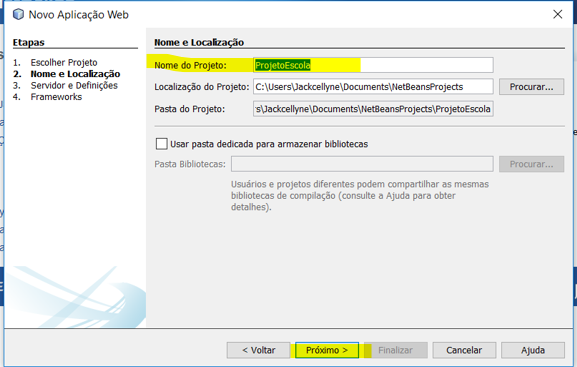 Novo Aplicação Web
Etapas
1. Escolher Projeto
2. Nome e Localização
3. Servidor e Definições
4. Frameworks
Nome e Localização
Nome do Projeto: ProjetoEscola
Localização do Projeto: C:\Users\Jackcellyne\Documents\NetBeansProjects Procurar...
Pasta do Projeto: 's\Jackcellyne\Documents\NetBeansProjects\ProjetoEscola
Usar pasta dedicada para armazenar bibliotecas
Pasta Bibliotecas: Procurar...
Usuários e projetos diferentes podem compartilhar as mesmas
bibliotecas de compilação (consulte a Ajuda para obter
detalhes).
< Voltar Próximo > Finalizar Cancelar Ajuda